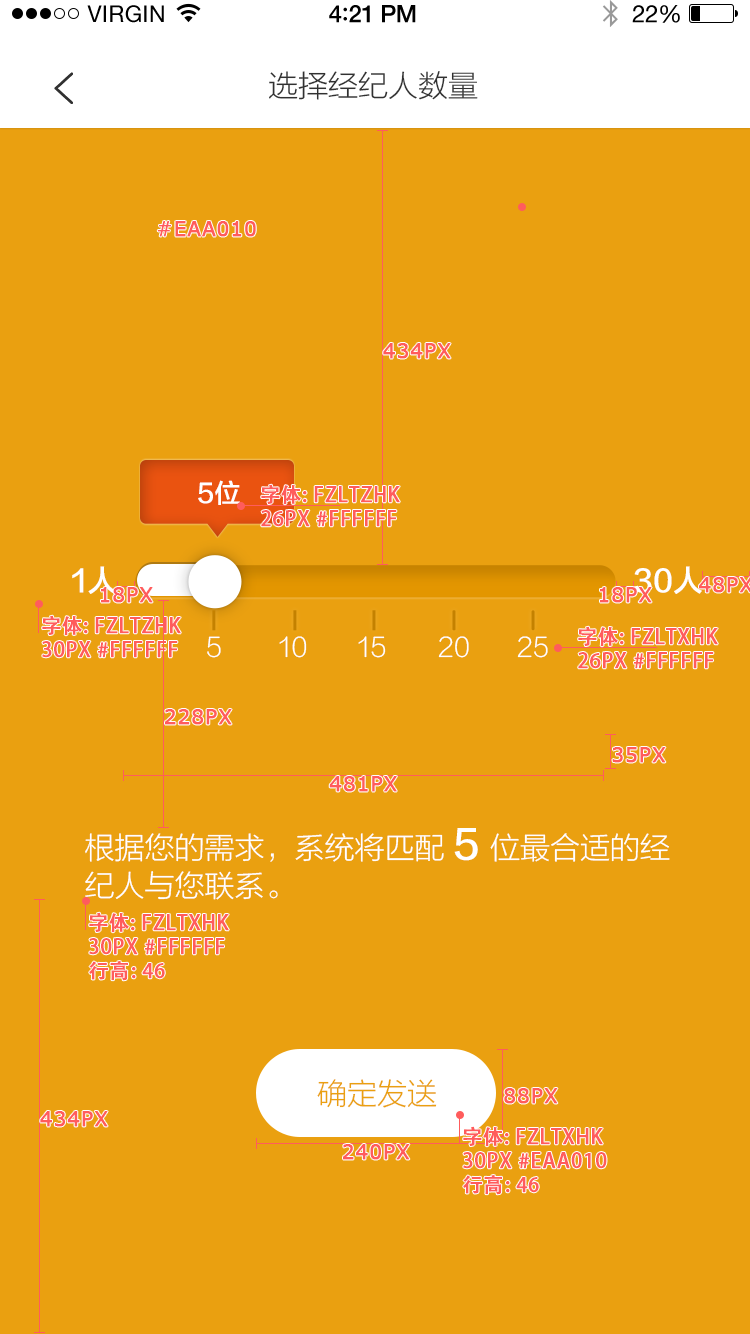 VIRGIN 4:21 PM 22%
选择经纪人数量
#EAA010
434PX
5位
字体: FZLTZHK
26PX #FFFFFF
1人
30人
18PX
18PX
48PX
字体: FZLTZHK
30PX #FFFFFF
5 10 15 20 25
字体: FZLTXHK
26PX #FFFFFF
228PX
35PX
481PX
根据您的需求，系统将匹配 5 位最合适的经
纪人与您联系。
字体: FZLTXHK
30PX #FFFFFF
行高: 46
确定发送
88PX
434PX
240PX
字体: FZLTXHK
30PX #EAA010
行高: 46